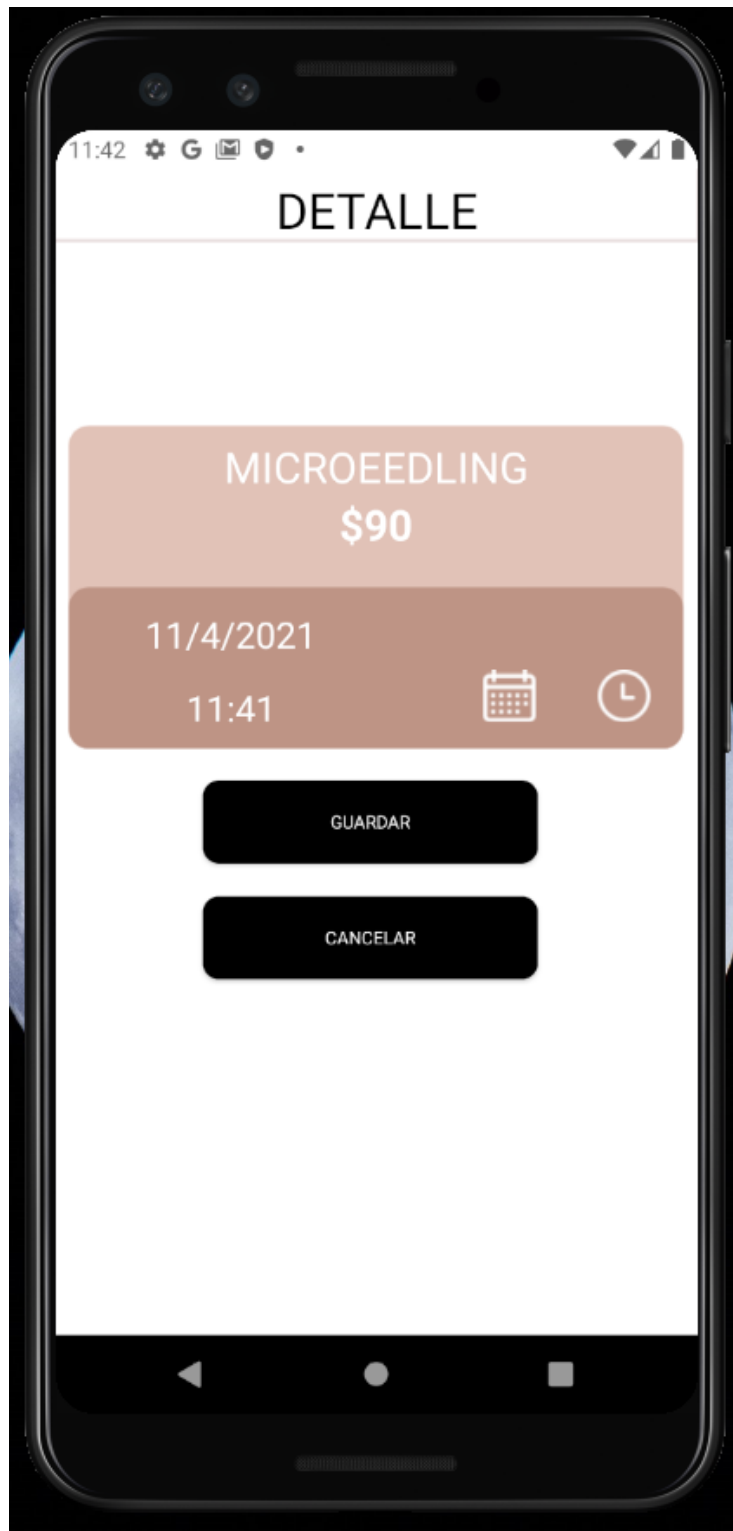 11:42
DETALLE
MICROEEDLING
$90
11/4/2021
11:41
GUARDAR
CANCELAR